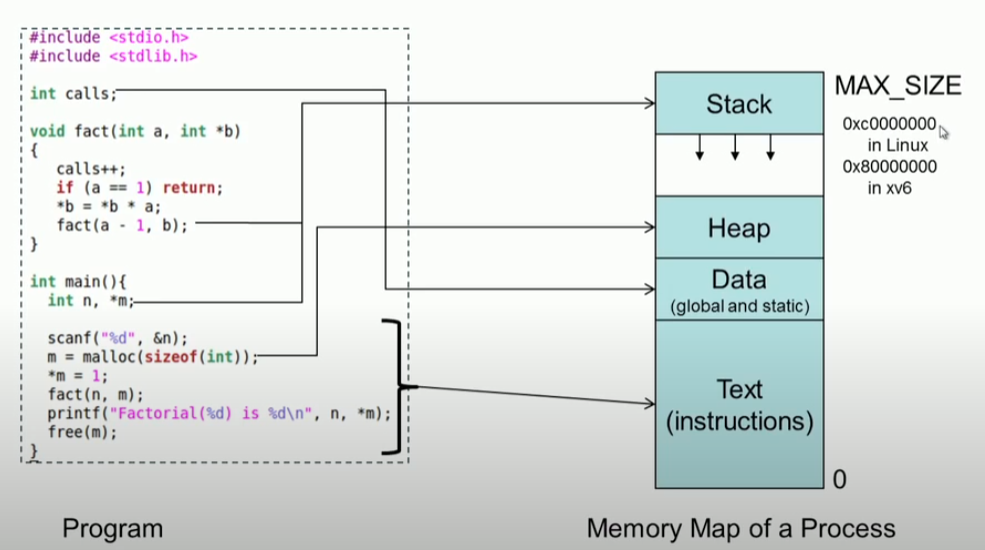 #include <stdio.h>
#include <stdlib.h>
int calls;
void fact(int a, int *b)
{
calls++;
if (a == 1) return;
*b = *b * a;
fact(a - 1, b);
}
int main(){
int n, *m;
scanf("%d", &n);
m = malloc(sizeof(int));
*m = 1;
fact(n, m);
printf("Factorial(%d) is %d\n", n, *m);
free(m);
}
Program
Stack
Heap
Data
(global and static)
Text
(instructions)
MAX_SIZE
0xc0000000
in Linux
0x80000000
in xv6
0
Memory Map of a Process